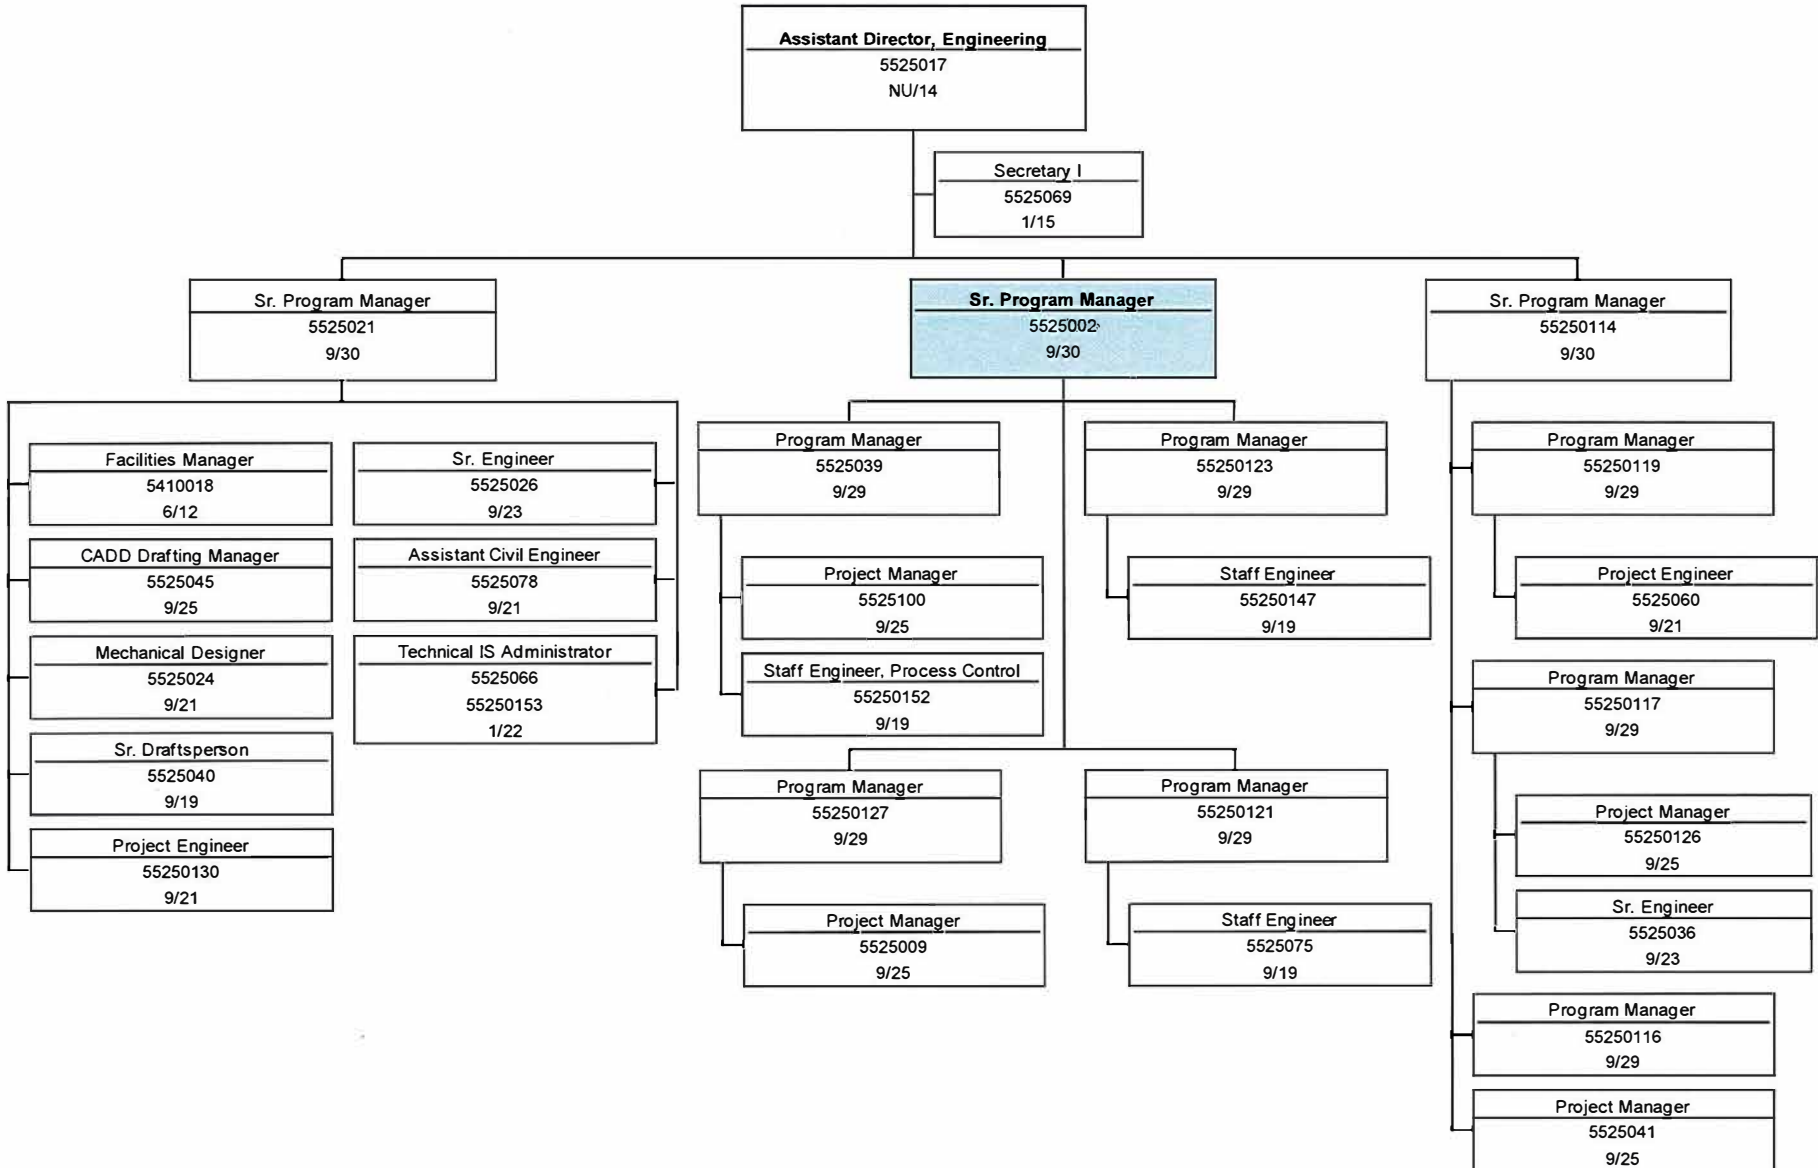 Assistant Director, Engineering
5525017
NU/14
Secretary I
5525069
1/15
Sr. Program Manager
5525021
9/30
Facilities Manager
5410018
6/12
CADD Drafting Manager
5525045
9/25
Mechanical Designer
5525024
9/21
Sr. Draftsperson
5525040
9/19
Project Engineer
55250130
9/21
Sr. Engineer
5525026
9/23
Assistant Civil Engineer
5525078
9/21
Technical IS Administrator
5525066
55250153
1/22
Sr. Program Manager
5525002
9/30
Program Manager
5525039
9/29
Project Manager
5525100
9/25
Staff Engineer, Process Control
55250152
9/19
Program Manager
55250123
9/29
Staff Engineer
55250147
9/19
Program Manager
55250127
9/29
Project Manager
5525009
9/25
Program Manager
55250121
9/29
Staff Engineer
5525075
9/19
Sr. Program Manager
55250114
9/30
Program Manager
55250119
9/29
Project Engineer
5525060
9/21
Program Manager
55250117
9/29
Project Manager
55250126
9/25
Sr. Engineer
5525036
9/23
Program Manager
55250116
9/29
Project Manager
5525041
9/25